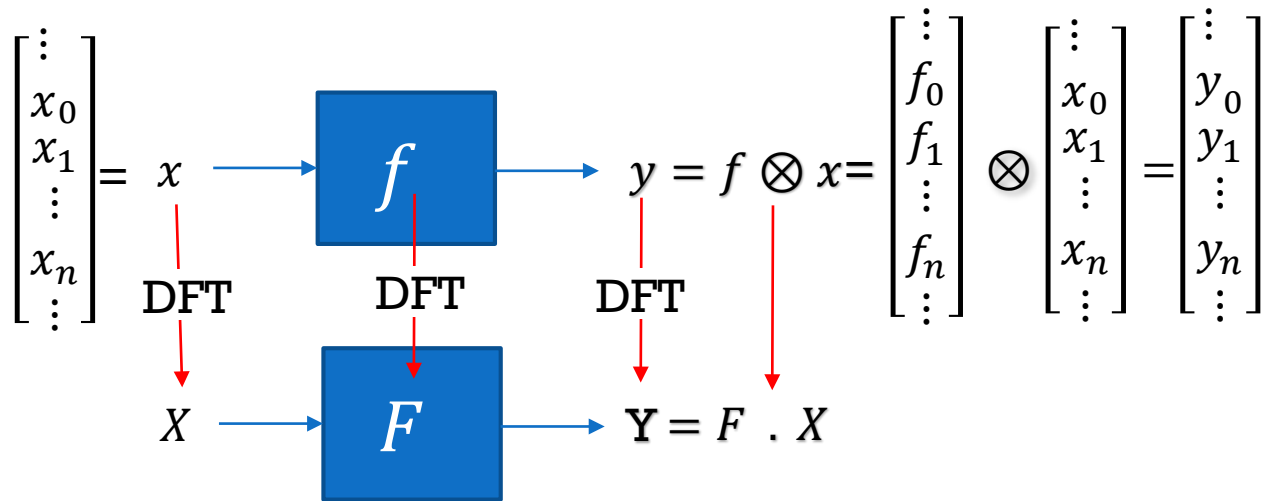 ⋮
x₀
x₁
⋮
xₙ
⋮
= x
f
y = f ⊗ x =
⋮
f₀
f₁
⋮
fₙ
⋮
⊗
⋮
x₀
x₁
⋮
xₙ
⋮
=
⋮
y₀
y₁
⋮
yₙ
⋮
DFT
DFT
DFT
X
F
Y = F . X